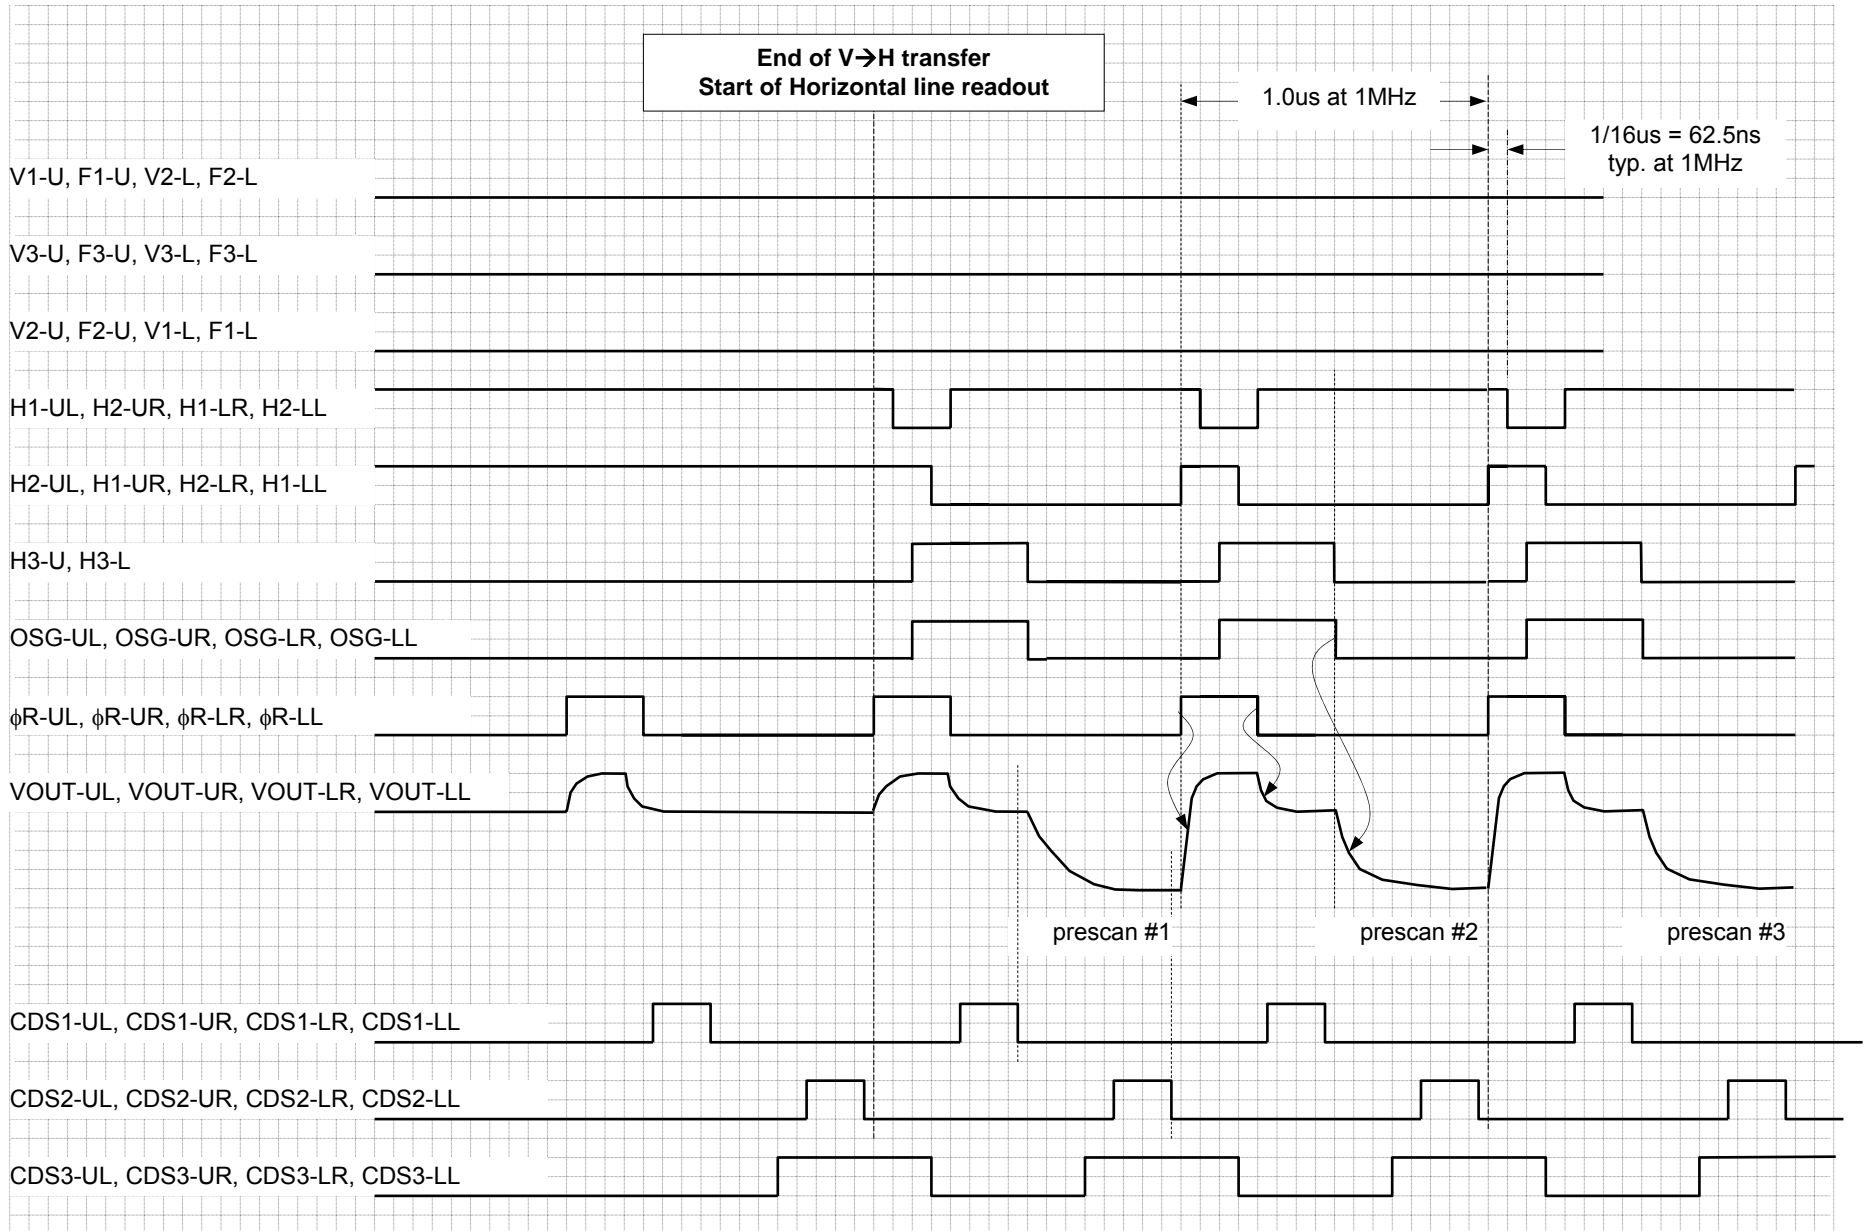 End of V→H transfer
Start of Horizontal line readout
1.0us at 1MHz
1/16us = 62.5ns
typ. at 1MHz
V1-U, F1-U, V2-L, F2-L
V3-U, F3-U, V3-L, F3-L
V2-U, F2-U, V1-L, F1-L
H1-UL, H2-UR, H1-LR, H2-LL
H2-UL, H1-UR, H2-LR, H1-LL
H3-U, H3-L
OSG-UL, OSG-UR, OSG-LR, OSG-LL
ϕR-UL, ϕR-UR, ϕR-LR, ϕR-LL
VOUT-UL, VOUT-UR, VOUT-LR, VOUT-LL
prescan #1
prescan #2
prescan #3
CDS1-UL, CDS1-UR, CDS1-LR, CDS1-LL
CDS2-UL, CDS2-UR, CDS2-LR, CDS2-LL
CDS3-UL, CDS3-UR, CDS3-LR, CDS3-LL